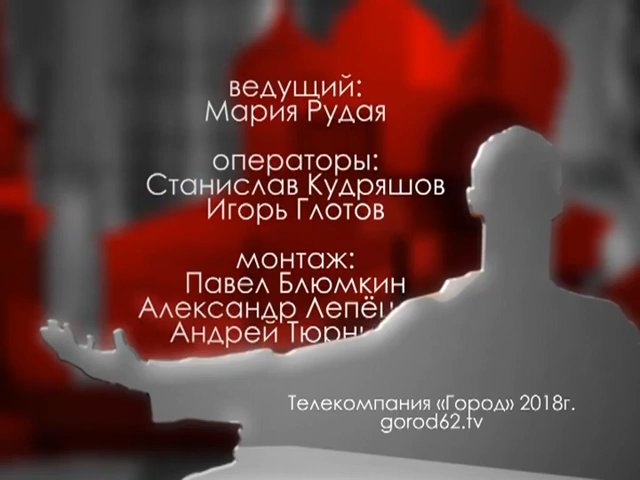 ведущий:
Мария Рудая
операторы:
Станислав Кудряшов
Игорь Глотов
монтаж:
Павел Блюмкин
Александр
Андрей
Телекомпания «Город» 2018г.
gorod62.tv